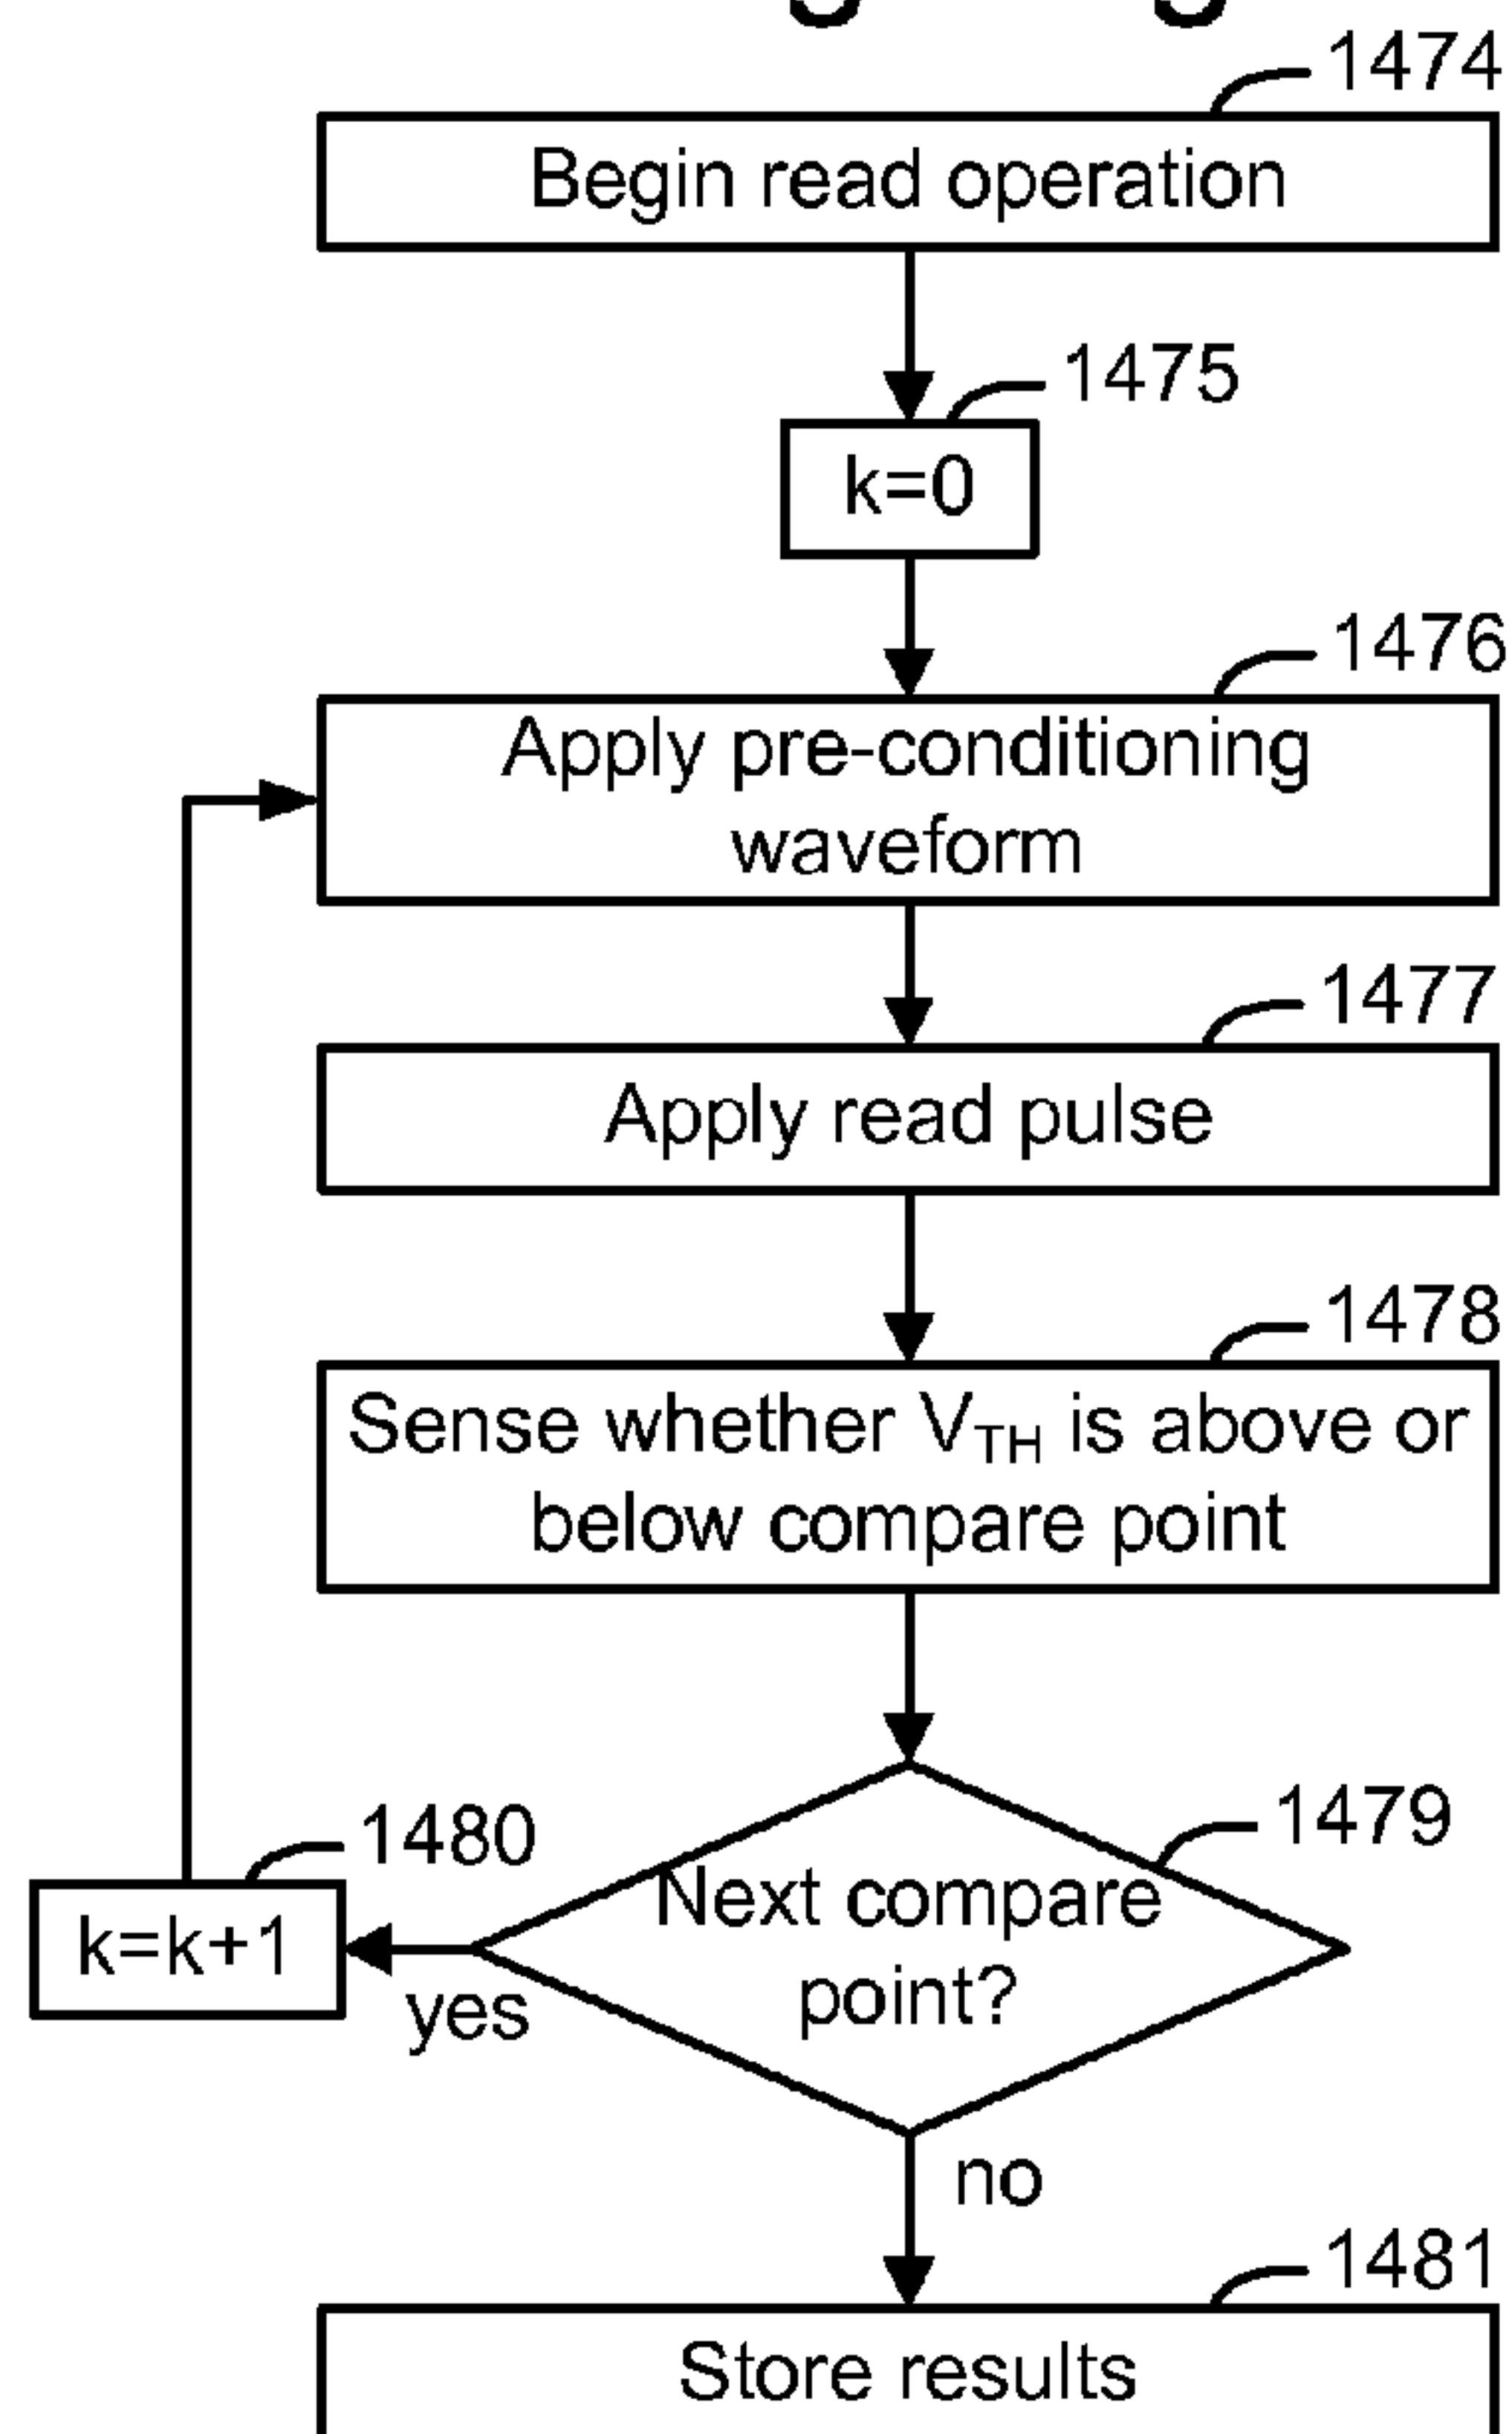 1474
Begin read operation
1475
k=0
1476
Apply pre-conditioning
waveform
1477
Apply read pulse
1478
Sense whether VTH is above or
below compare point
1479
Next compare
point?
1480
k=k+1
yes
no
1481
Store results